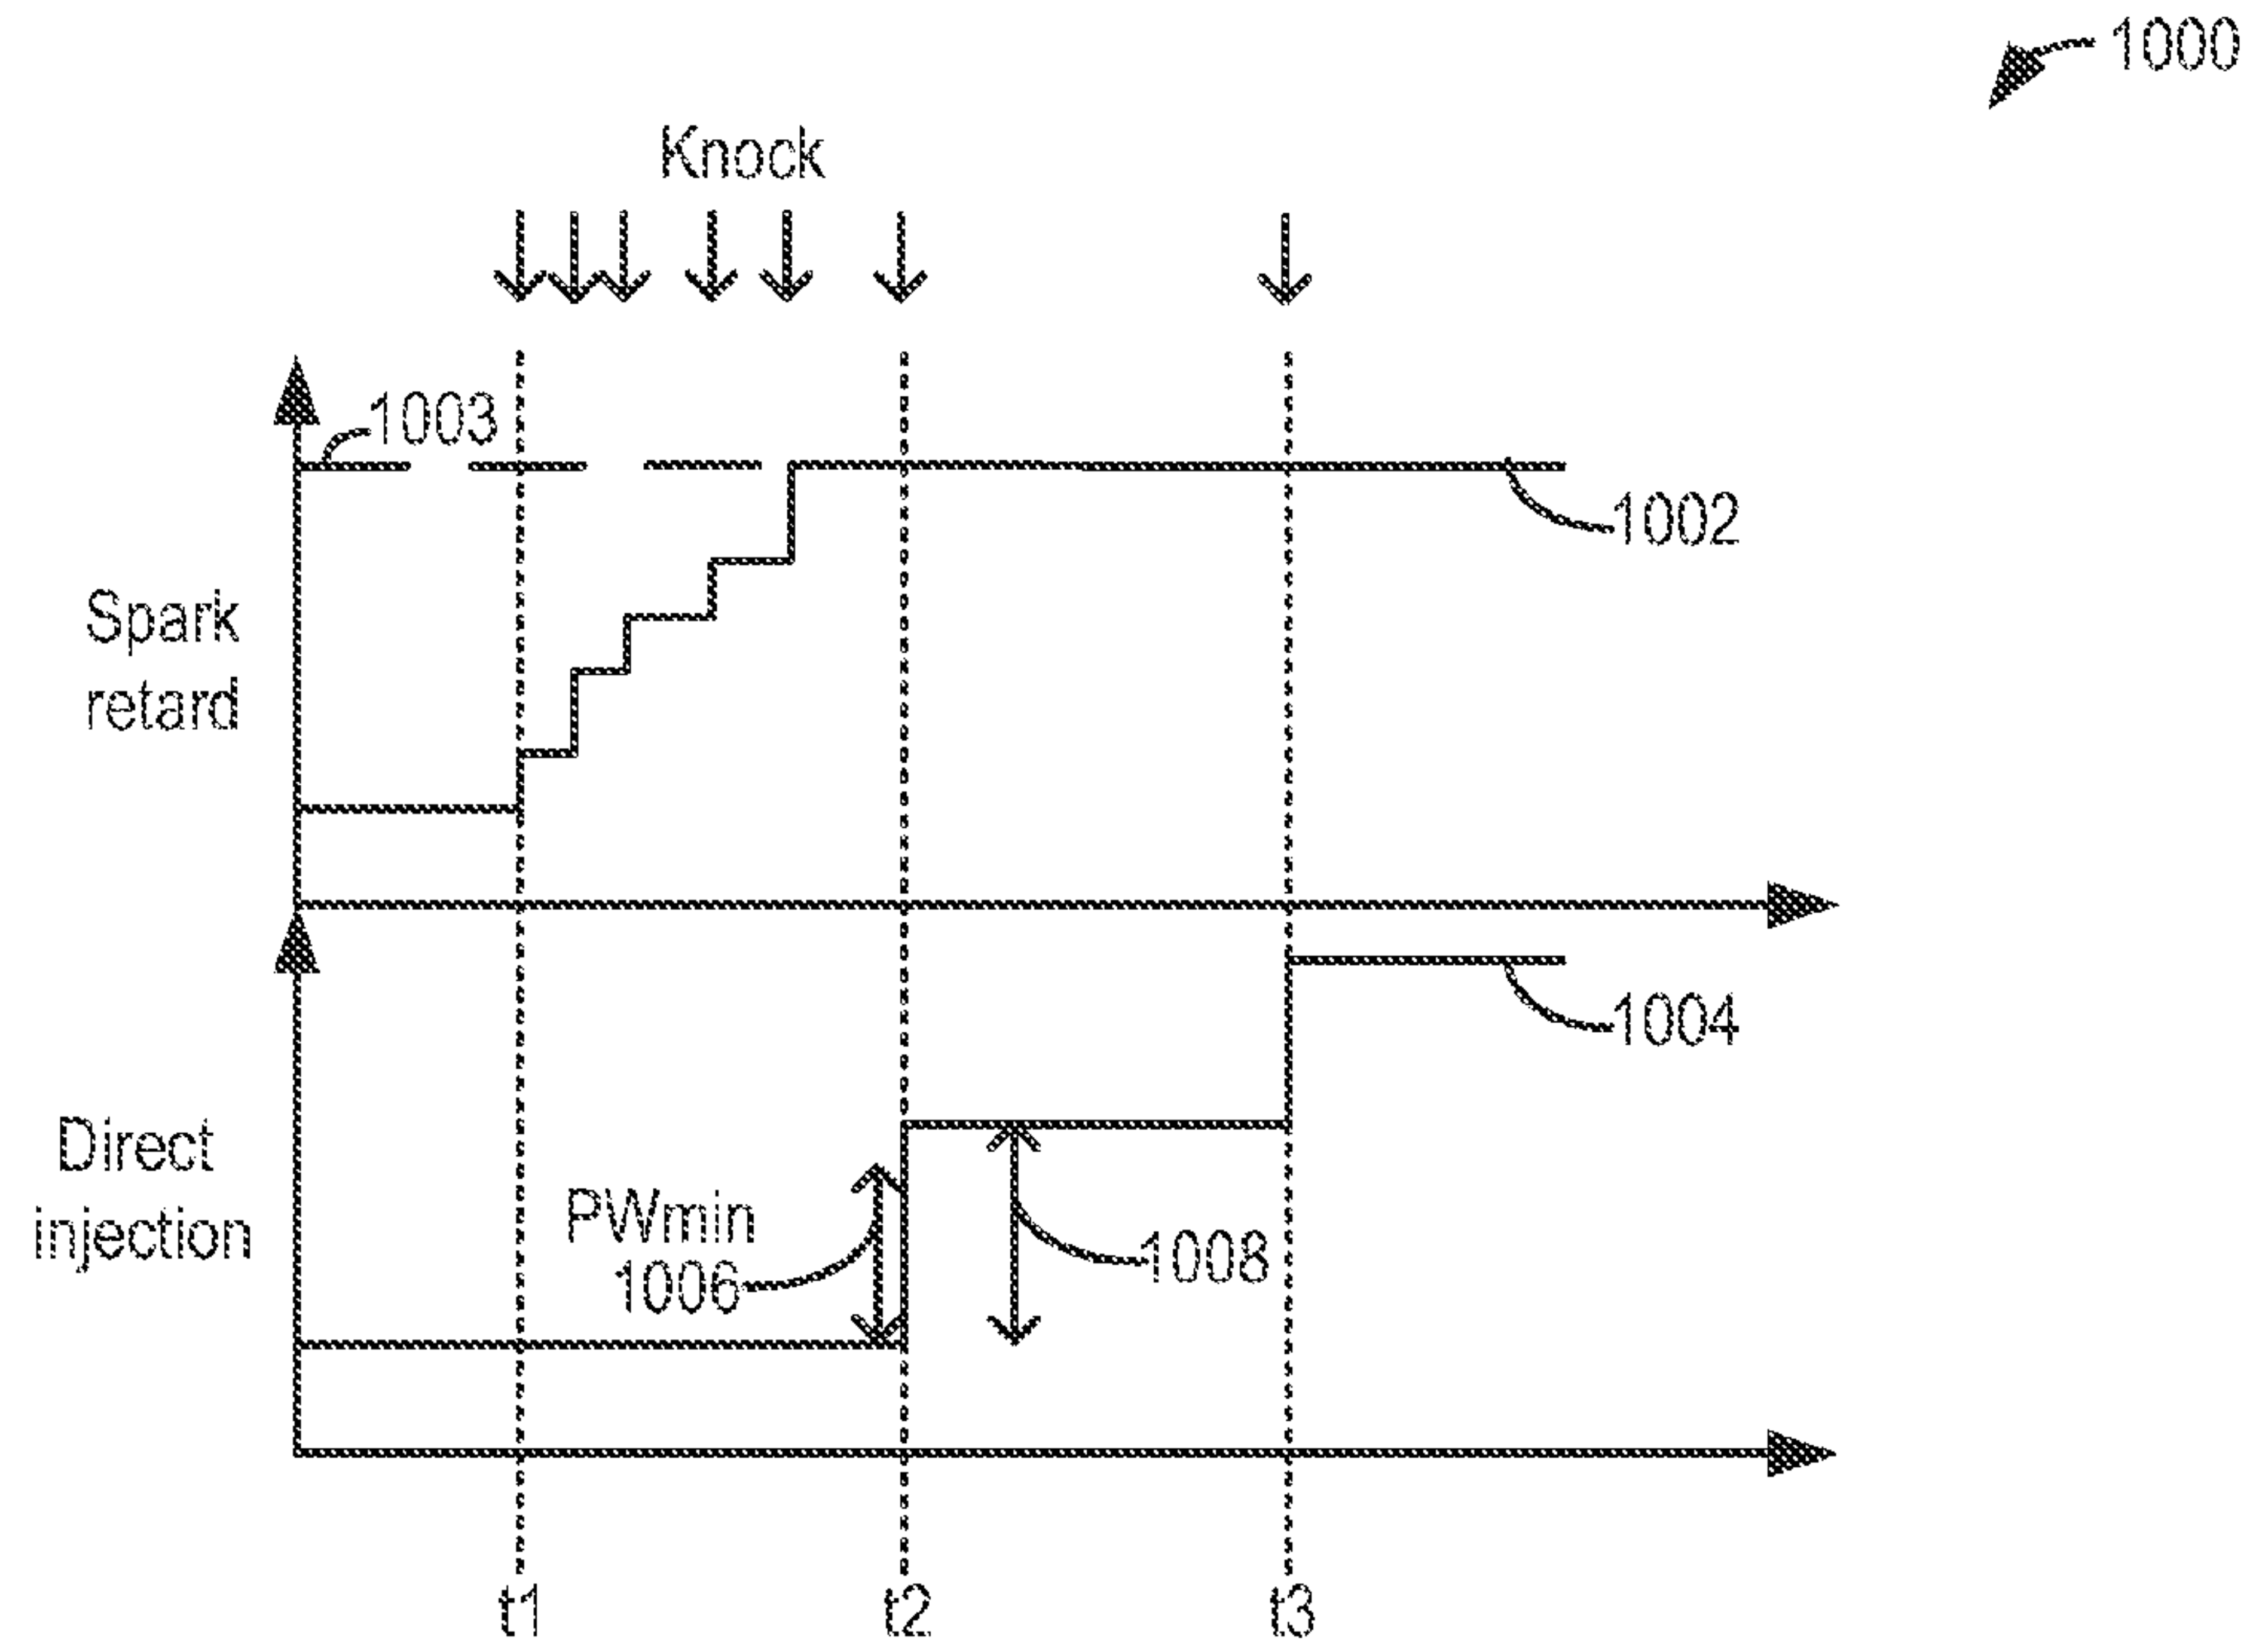 1000
Knock
1003
1002
Spark
retard
1004
Direct
injection
PWmin
1006
1008
t1
t2
t3